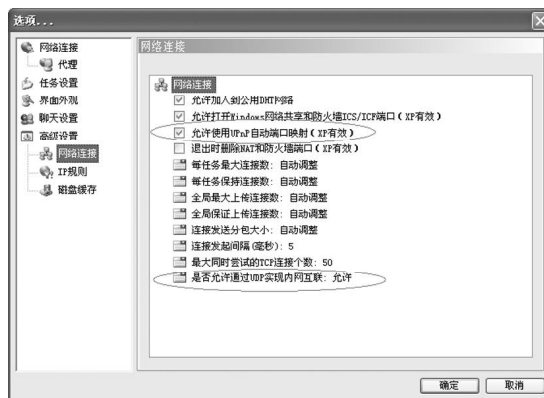 选项...
网络连接
代理
任务设置
界面外观
聊天设置
高级设置
网络连接
IP规则
磁盘缓存
网络连接
网络连接
允许加入到公用DHT网络
允许打开Windows网络共享和防火墙ICS/ICF端口(XP有效)
允许使用UPnP自动端口映射(XP有效)
退出时删除NAT和防火墙端口(XP有效)
每任务最大连接数: 自动调整
每任务保持连接数: 自动调整
全局最大上传连接数: 自动调整
全局保证上传连接数: 自动调整
连接发送分包大小: 自动调整
连接发起间隔(毫秒): 5
最大同时尝试的TCP连接个数: 50
是否允许通过UDP实现内网互联: 允许
确定
取消